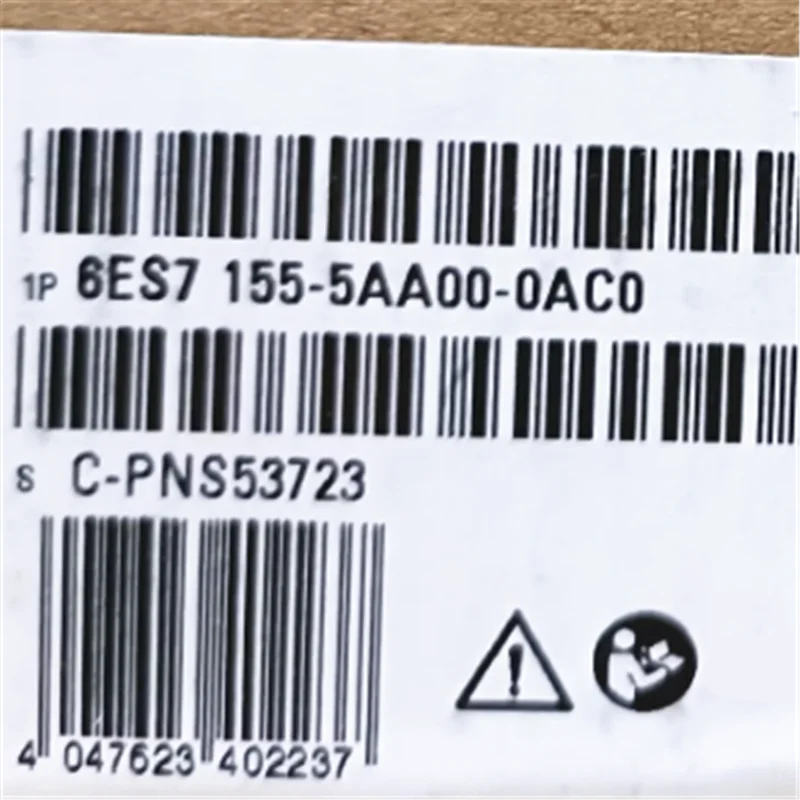 1P 6ES7 155-5AA00-0AC0
S C-PNS53723
4 047623 402237